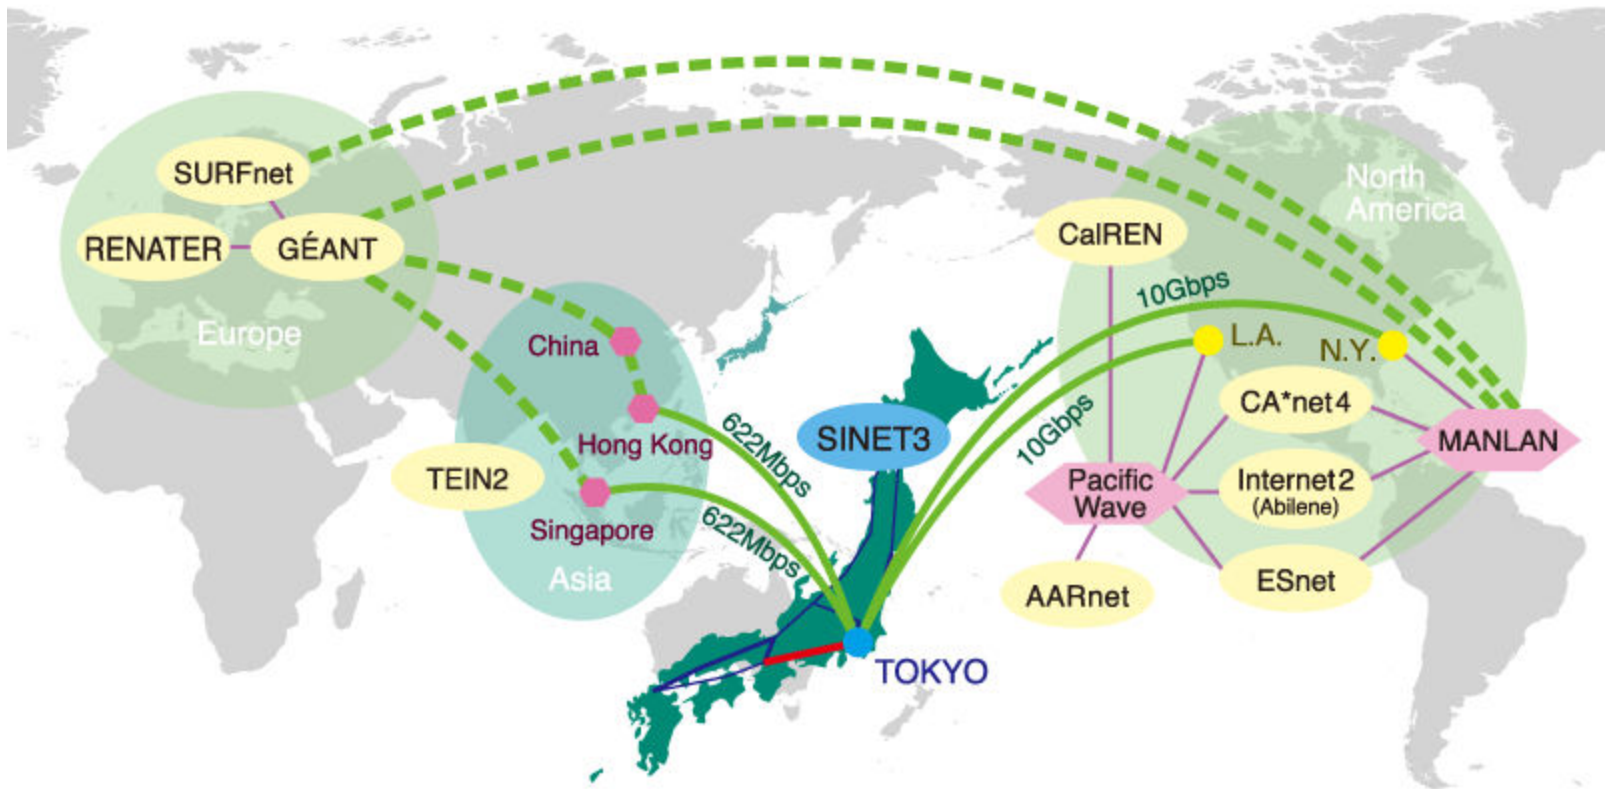 SURFnet
RENATER
GÉANT
Europe
China
Hong Kong
TEIN2
Singapore
Asia
622Mbps
622Mbps
SINET3
TOKYO
10Gbps
10Gbps
North
America
CalREN
L.A.
N.Y.
CA*net4
MANLAN
Pacific
Wave
Internet2
(Abilene)
AARnet
ESnet